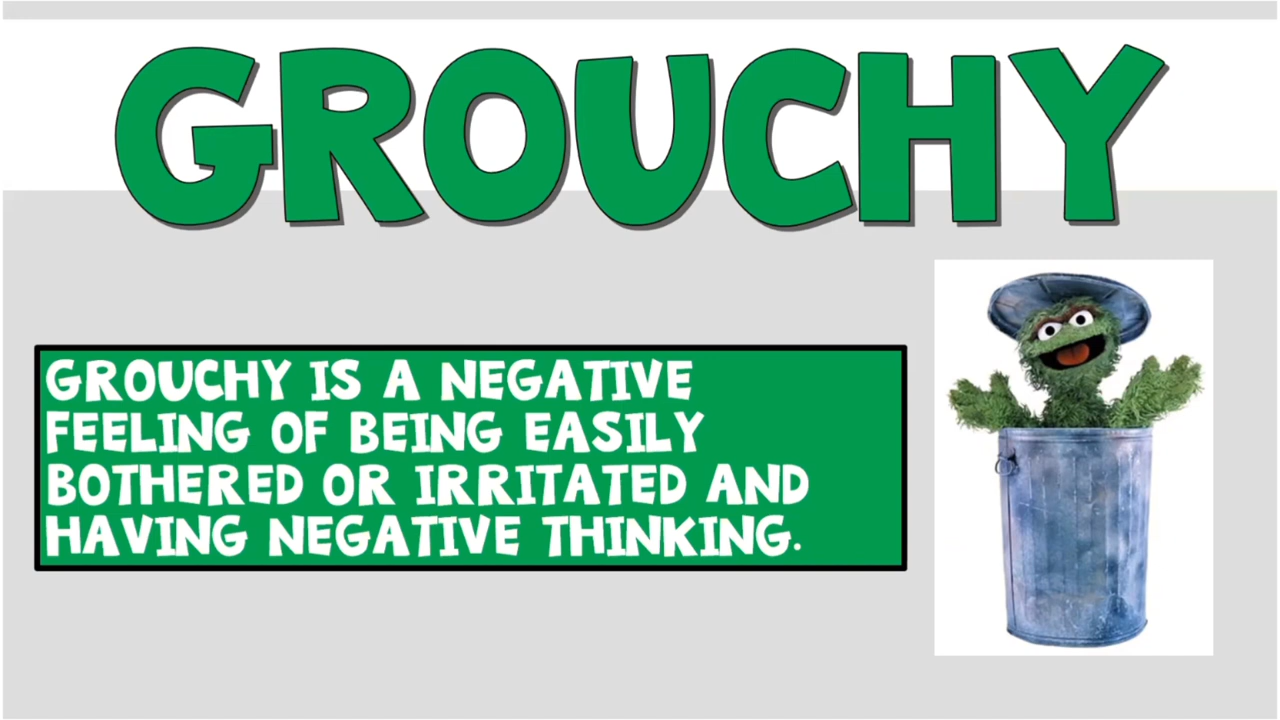 GROUCHY
GROUCHY IS A NEGATIVE
FEELING OF BEING EASILY
BOTHERED OR IRRITATED AND
HAVING NEGATIVE THINKING.